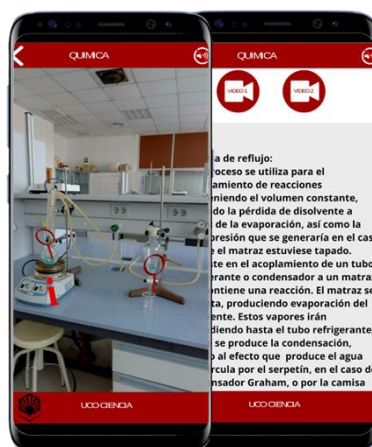 QUIMICA
UCO CIENCIA
QUIMICA
VIDEO 1
VIDEO 2
a de reflujo:
roceso se utiliza para el
amiento de reacciones
eniendo el volumen constante,
do la pérdida de disolvente a
de la evaporación, así como la
presión que se generaría en el cas
e el matraz estuviese tapado.
te en el acoplamiento de un tubo
erante o condensador a un matraz
ontiene una reacción. El matraz se
ta, produciendo evaporación del
ente. Estos vapores irán
diendo hasta el tubo refrigerante,
se produce la condensación,
o al efecto que produce el agua
ircula por el serpetín, en el caso de
nsador Graham, o por la camisa
UCO CIENCIA